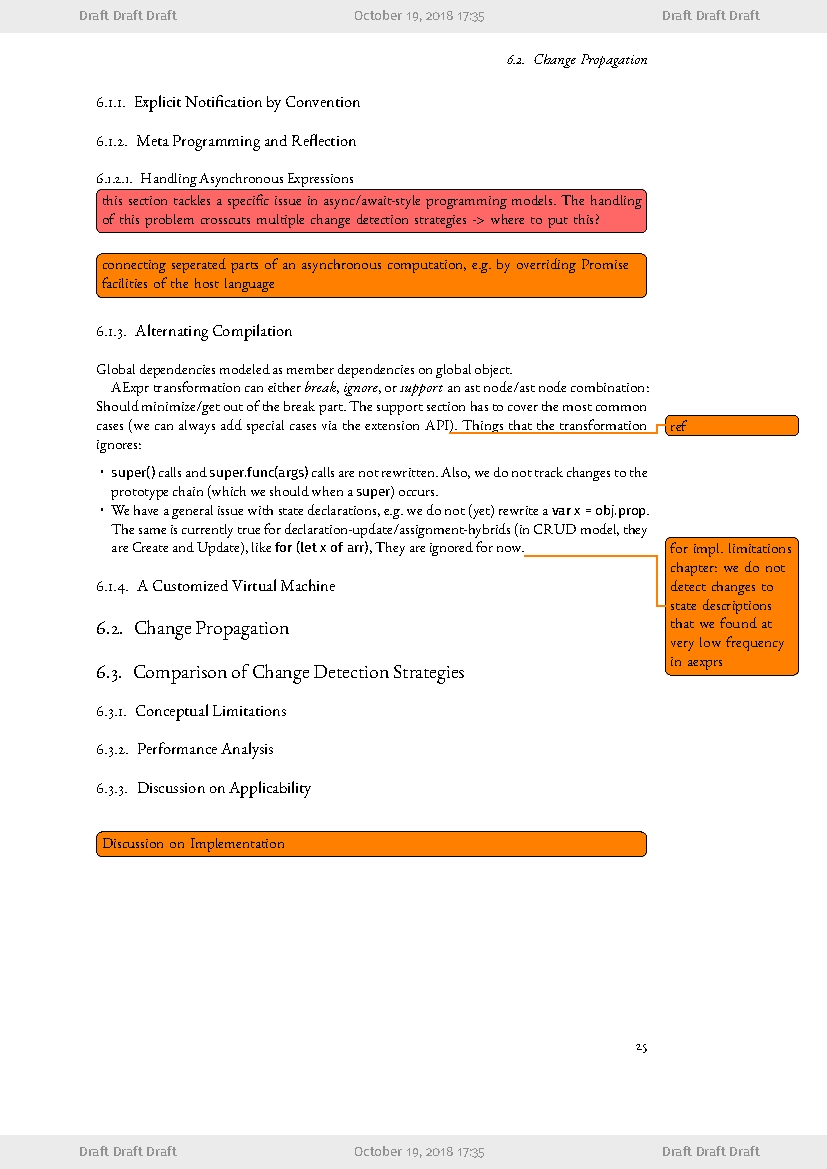 Draft Draft Draft October 19, 2018 17:35 Draft Draft Draft
6.2. Change Propagation
6.1.1. Explicit Notification by Convention
6.1.2. Meta Programming and Reflection
6.1.2.1. Handling Asynchronous Expressions
this section tackles a specific issue in async/await-style programming models. The handling
of this problem crosscuts multiple change detection strategies -> where to put this?
connecting seperated parts of an asynchronous computation, e.g. by overriding Promise
facilities of the host language
6.1.3. Alternating Compilation
Global dependencies modeled as member dependencies on global object.
AExpr transformation can either break, ignore, or support an ast node/ast node combination:
Should minimize/get out of the break part. The support section has to cover the most common
cases (we can always add special cases via the extension API). Things that the transformation
ignores:
ref
• super() calls and super.func(args) calls are not rewritten. Also, we do not track changes to the
prototype chain (which we should when a super) occurs.
• We have a general issue with state declarations, e.g. we do not (yet) rewrite a var x = obj.prop.
The same is currently true for declaration-update/assignment-hybrids (in CRUD model, they
are Create and Update), like for (let x of arr), They are ignored for now.
for impl. limitations
chapter: we do not
detect changes to
state descriptions
that we found at
very low frequency
in aexprs
6.1.4. A Customized Virtual Machine
6.2. Change Propagation
6.3. Comparison of Change Detection Strategies
6.3.1. Conceptual Limitations
6.3.2. Performance Analysis
6.3.3. Discussion on Applicability
Discussion on Implementation
25
Draft Draft Draft October 19, 2018 17:35 Draft Draft Draft